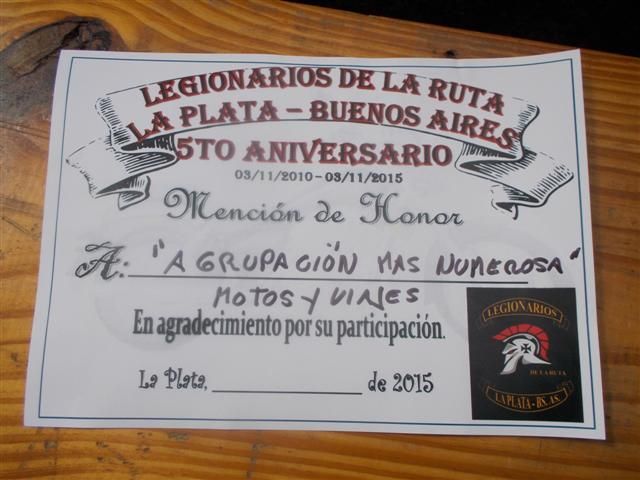 LEGIONARIOS DE LA RUTA
LA PLATA – BUENOS AIRES
5TO ANIVERSARIO
03/11/2010 – 03/11/2015
Mención de Honor
A: "AGRUPACIÓN MAS NUMEROSA"
MOTOS Y VIAJES
En agradecimiento por su participación.
La Plata, ____________ de 2015
LEGIONARIOS
DE LA RUTA
LA PLATA - BS. AS.